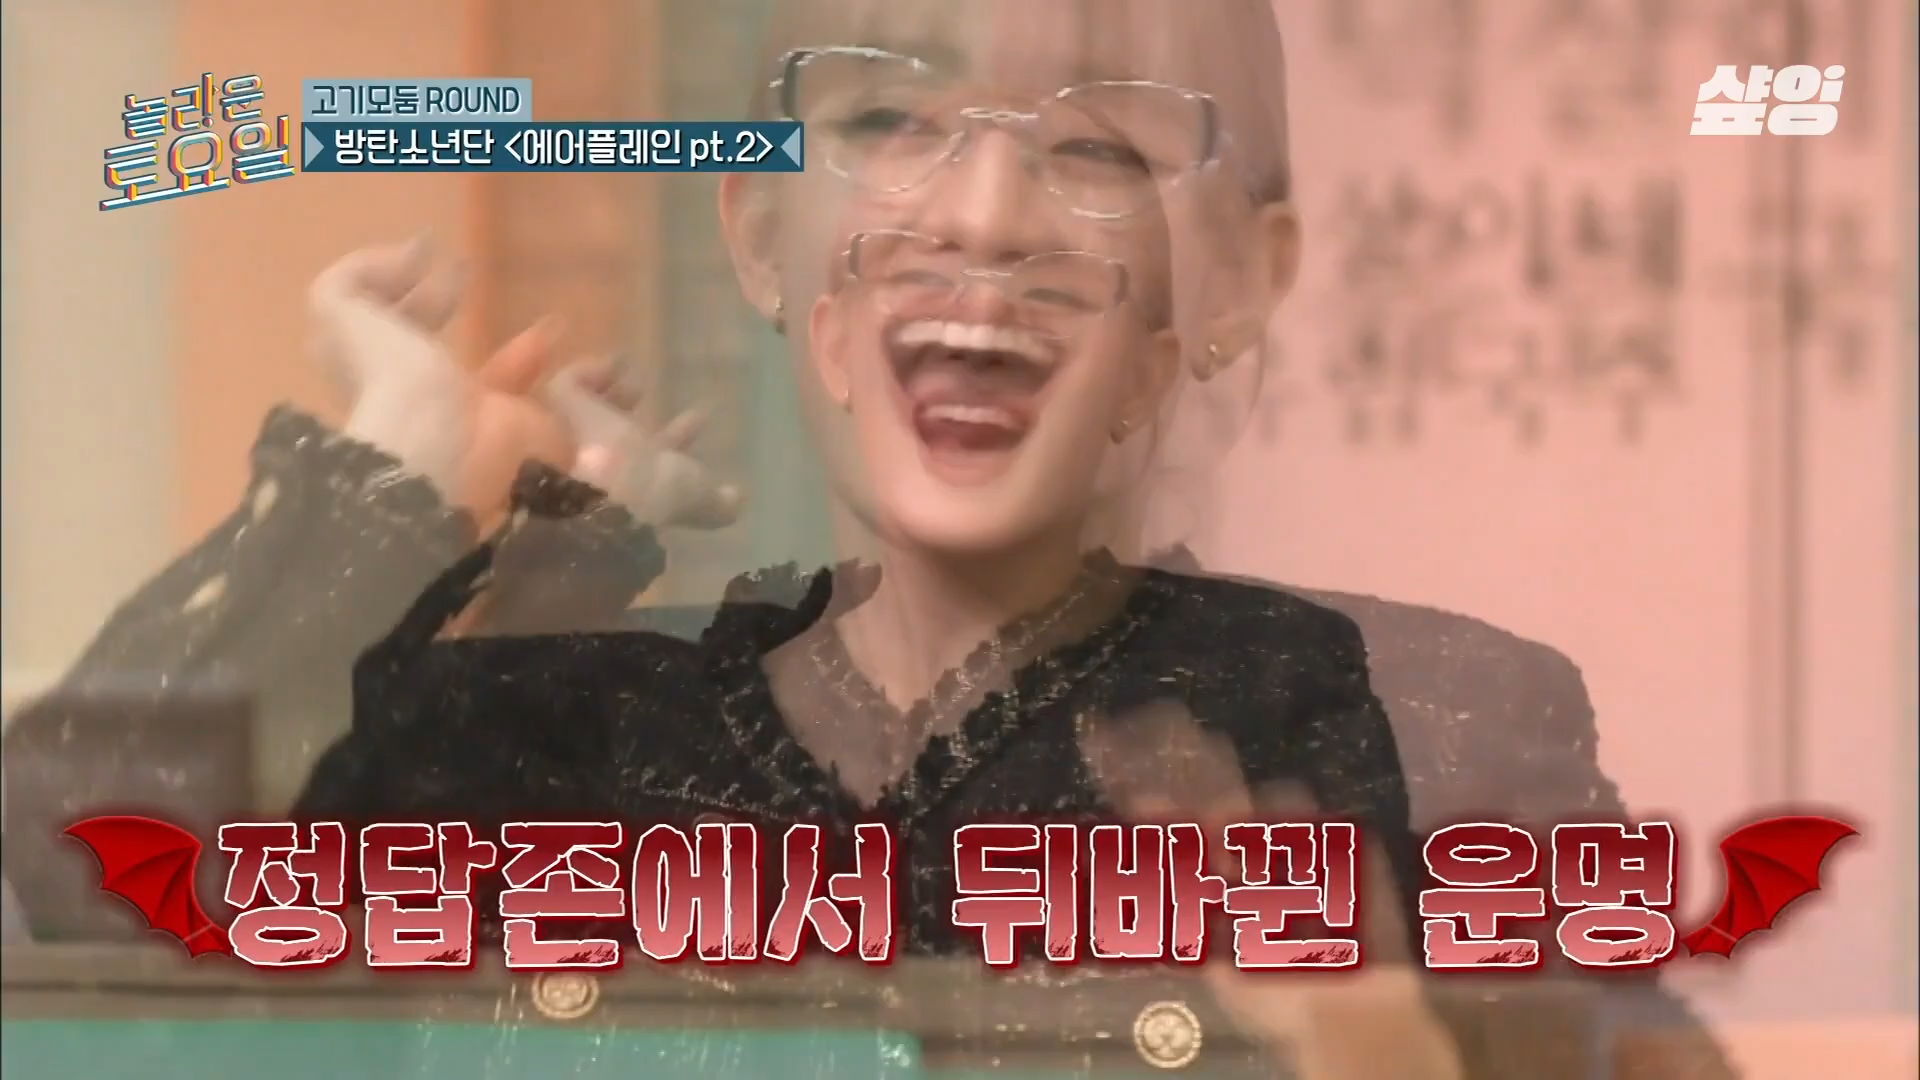 놀라운
토요일
고기모둠 ROUND
방탄소년단 <에어플레인 pt.2>
샾잉
정답존에서 뒤바뀐 운명